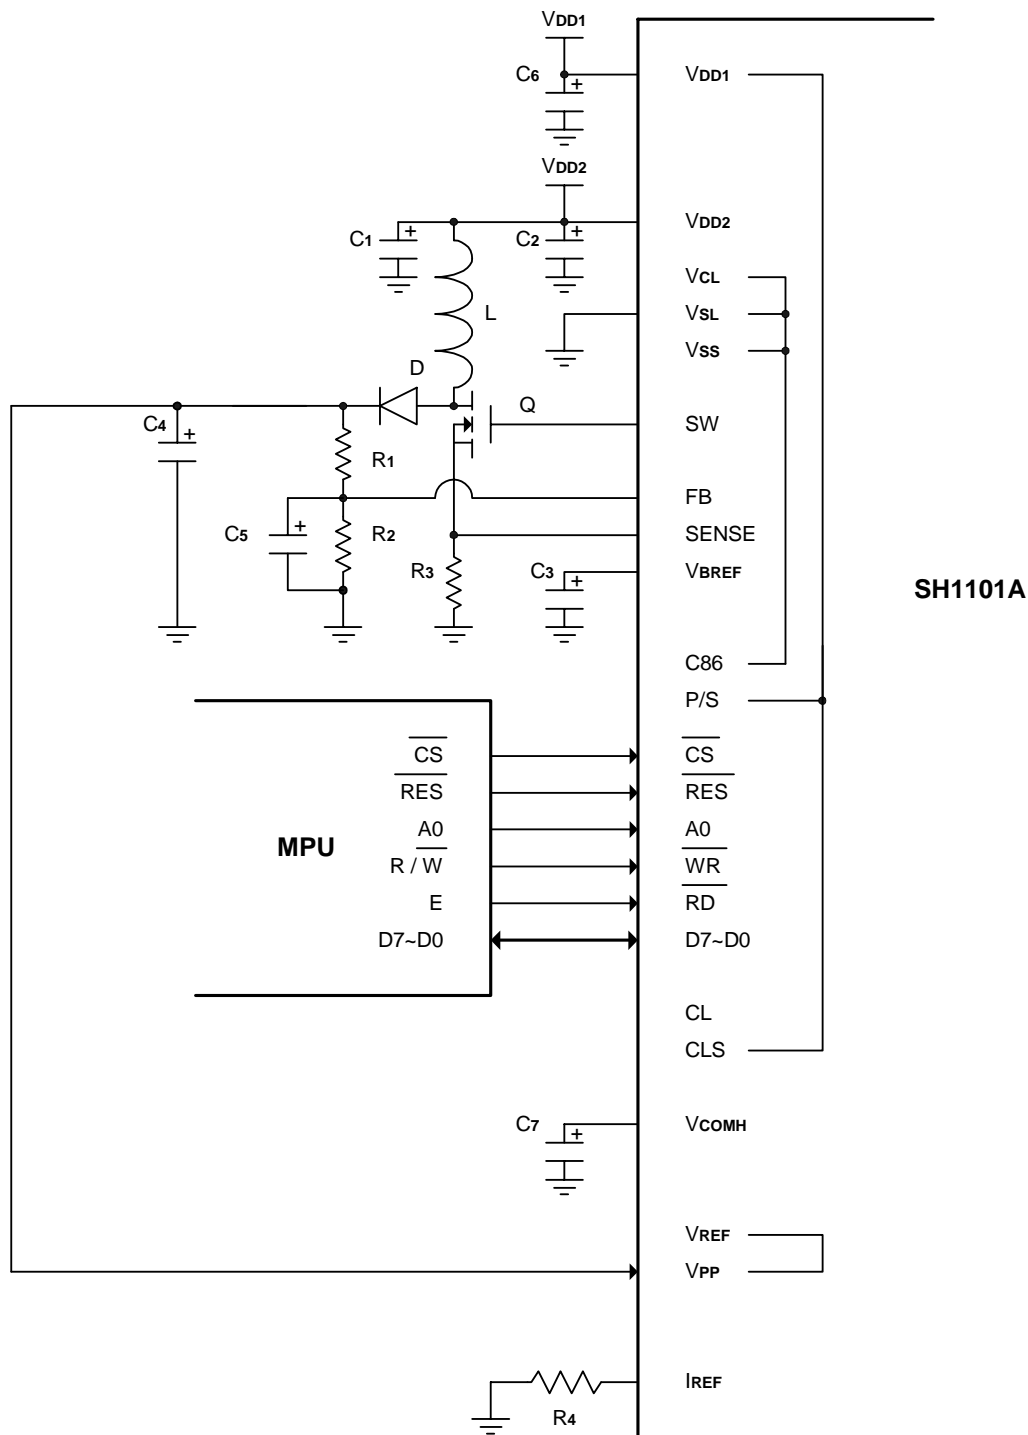 VDD1
C6
VDD1
VDD2
C1
C2
VDD2
L
VCL
VSL
VSS
D
Q
SW
C4
R1
FB
C5
R2
SENSE
R3
C3
VBREF
SH1101A
C86
P/S
CS
CS
RES
RES
MPU
A0
A0
R / W
WR
E
RD
D7~D0
D7~D0
CL
CLS
C7
VCOMH
VREF
VPP
IREF
R4